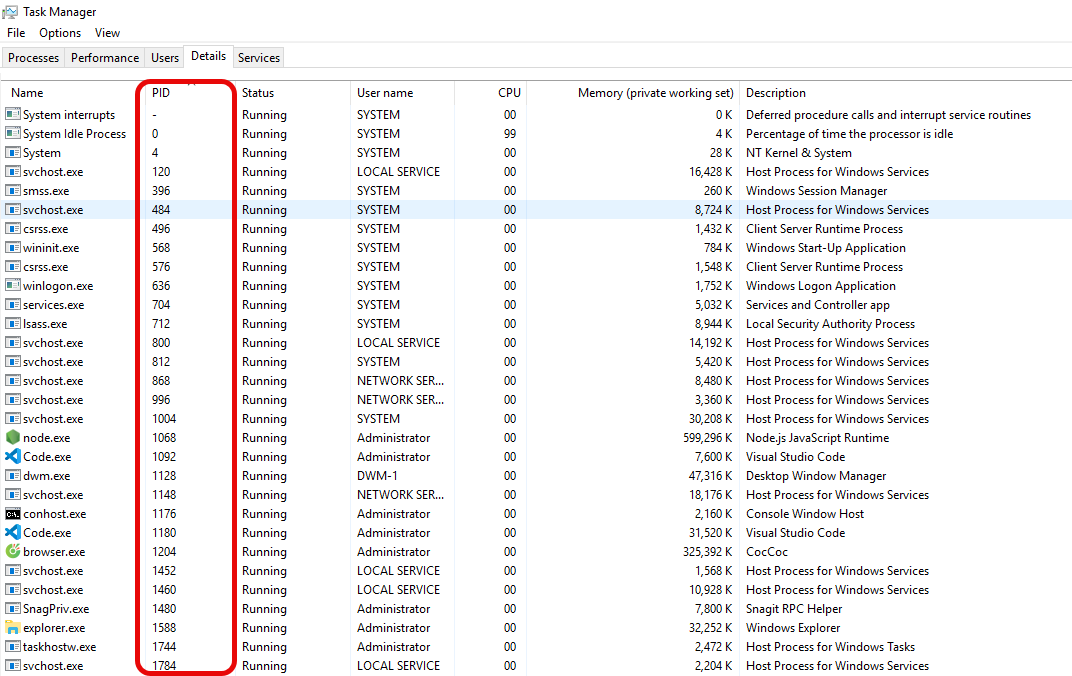 Task Manager
File Options View
Processes Performance Users Details Services
Name PID Status User name CPU Memory (private working set) Description
System interrupts - Running SYSTEM 00 0 K Deferred procedure calls and interrupt service routines
System Idle Process 0 Running SYSTEM 99 4 K Percentage of time the processor is idle
System 4 Running SYSTEM 00 28 K NT Kernel & System
svchost.exe 120 Running LOCAL SERVICE 00 16,428 K Host Process for Windows Services
smss.exe 396 Running SYSTEM 00 260 K Windows Session Manager
svchost.exe 484 Running SYSTEM 00 8,724 K Host Process for Windows Services
csrss.exe 496 Running SYSTEM 00 1,432 K Client Server Runtime Process
wininit.exe 568 Running SYSTEM 00 784 K Windows Start-Up Application
csrss.exe 576 Running SYSTEM 00 1,548 K Client Server Runtime Process
winlogon.exe 636 Running SYSTEM 00 1,752 K Windows Logon Application
services.exe 704 Running SYSTEM 00 5,032 K Services and Controller app
lsass.exe 712 Running SYSTEM 00 8,944 K Local Security Authority Process
svchost.exe 800 Running LOCAL SERVICE 00 14,192 K Host Process for Windows Services
svchost.exe 812 Running SYSTEM 00 5,420 K Host Process for Windows Services
svchost.exe 868 Running NETWORK SER... 00 8,480 K Host Process for Windows Services
svchost.exe 996 Running NETWORK SER... 00 3,360 K Host Process for Windows Services
svchost.exe 1004 Running SYSTEM 00 30,208 K Host Process for Windows Services
node.exe 1068 Running Administrator 00 599,296 K Node.js JavaScript Runtime
Code.exe 1092 Running Administrator 00 7,600 K Visual Studio Code
dwm.exe 1128 Running DWM-1 00 47,316 K Desktop Window Manager
svchost.exe 1148 Running NETWORK SER... 00 18,176 K Host Process for Windows Services
conhost.exe 1176 Running Administrator 00 2,160 K Console Window Host
Code.exe 1180 Running Administrator 00 31,520 K Visual Studio Code
browser.exe 1204 Running Administrator 00 325,392 K CocCoc
svchost.exe 1452 Running LOCAL SERVICE 00 1,568 K Host Process for Windows Services
svchost.exe 1460 Running LOCAL SERVICE 00 10,928 K Host Process for Windows Services
SnagPriv.exe 1480 Running Administrator 00 7,800 K Snagit RPC Helper
explorer.exe 1588 Running Administrator 00 32,252 K Windows Explorer
taskhostw.exe 1744 Running Administrator 00 2,472 K Host Process for Windows Tasks
svchost.exe 1784 Running LOCAL SERVICE 00 2,204 K Host Process for Windows Services